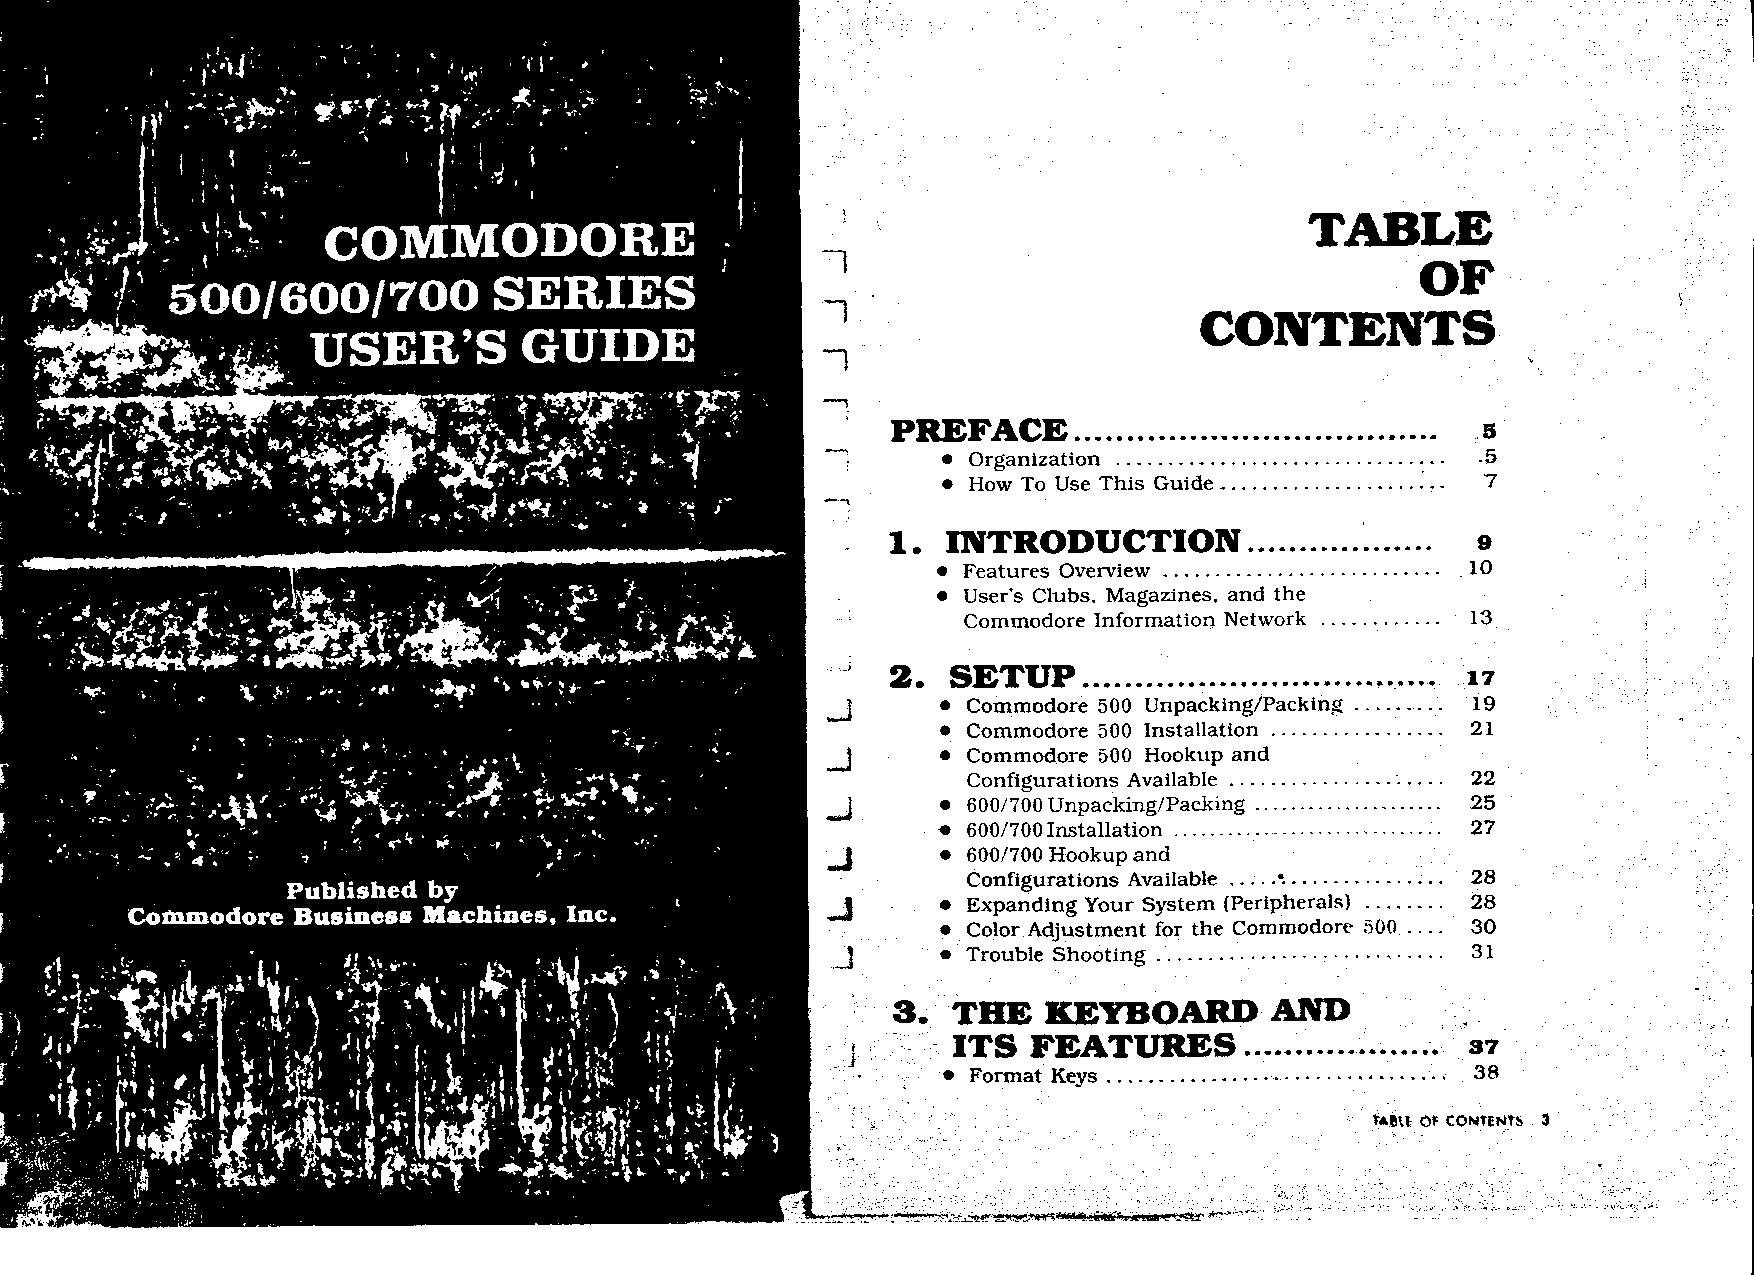 COMMODORE
500/600/700 SERIES
USER'S GUIDE
Published by
Commodore Business Machines, Inc.
TABLE
OF
CONTENTS
PREFACE................................... 5
• Organization ................................ 5
• How To Use This Guide...................... 7
1. INTRODUCTION.................. 9
• Features Overview ........................... 10
• User's Clubs, Magazines, and the
Commodore Information Network ............ 13
2. SETUP.................................. 17
• Commodore 500 Unpacking/Packing ......... 19
• Commodore 500 Installation ................. 21
• Commodore 500 Hookup and
Configurations Available ..................... 22
• 600/700 Unpacking/Packing ..................... 25
• 600/700 Installation ............................. 27
• 600/700 Hookup and
Configurations Available ..................... 28
• Expanding Your System (Peripherals) ........ 28
• Color Adjustment for the Commodore 500 .... 30
• Trouble Shooting ............................ 31
3. THE KEYBOARD AND
ITS FEATURES................... 37
• Format Keys ................................. 38
TABLE OF CONTENTS 3